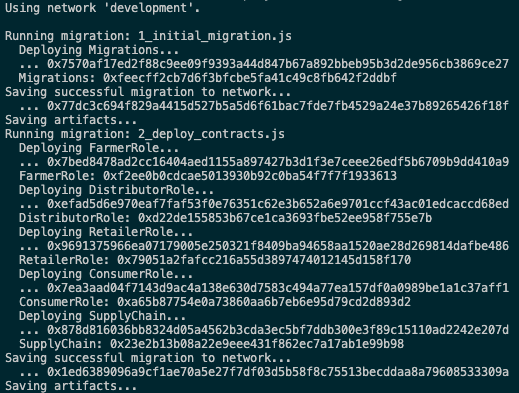 Using network 'development'.
Running migration: 1_initial_migration.js
Deploying Migrations...
... 0x7570af17ed2f88c9ee09f9393a44d847b67a892bbeb95b3d2de956cb3869ce27
Migrations: 0xfeecff2cb7d6f3bfcbe5fa41c49c8fb642f2ddbf
Saving successful migration to network...
... 0x77dc3c694f829a4415d527b5a5d6f61bac7fde7fb4529a24e37b89265426f18f
Saving artifacts...
Running migration: 2_deploy_contracts.js
Deploying FarmerRole...
... 0x7bed8478ad2cc16404aed1155a897427b3d1f3e7ceee26edf5b6709b9dd410a9
FarmerRole: 0xf2ee0b0cdcae5013930b92c0ba54f7f7f1933613
Deploying DistributorRole...
... 0xefad5d6e970eaf7faf53f0e76351c62e3b652a6e9701ccf43ac01edcaccd68ed
DistributorRole: 0xd22de155853b67ce1ca3693fbe52ee958f755e7b
Deploying RetailerRole...
... 0x9691375966ea07179005e250321f8409ba94658aa1520ae28d269814dafbe486
RetailerRole: 0x79051a2fafcc216a55d3897474012145d158f170
Deploying ConsumerRole...
... 0x7ea3aad04f7143d9ac4a138e630d7583c494a77ea157df0a0989be1a1c37aff1
ConsumerRole: 0xa65b87754e0a73860aa6b7eb6e95d79cd2d893d2
Deploying SupplyChain...
... 0x878d816036bb8324d05a4562b3cda3ec5bf7ddb300e3f89c15110ad2242e207d
SupplyChain: 0x23e2b13b08a22e9eee431f862ec7a17ab1e99b98
Saving successful migration to network...
... 0x1ed6389096a9cf1ae70a5e27f7df03d5b58f8c75513becddaa8a79608533309a
Saving artifacts...